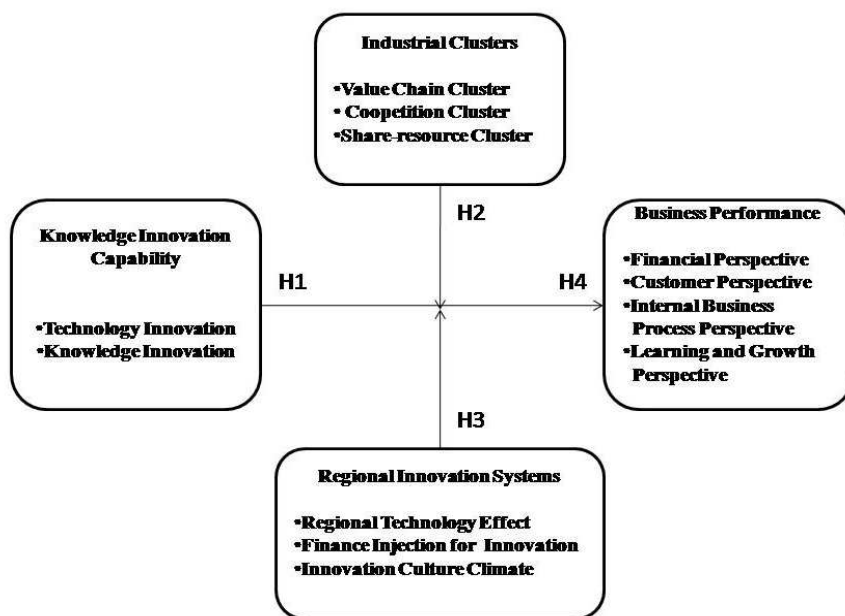 Industrial Clusters
•Value Chain Cluster
• Coopetition Cluster
•Share-resource Cluster
H2
Knowledge Innovation
Capability
•Technology Innovation
•Knowledge Innovation
H1
H4
Business Performance
•Financial Perspective
•Customer Perspective
•Internal Business
Process Perspective
•Learning and Growth
Perspective
H3
Regional Innovation Systems
•Regional Technology Effect
•Finance Injection for Innovation
•Innovation Culture Climate